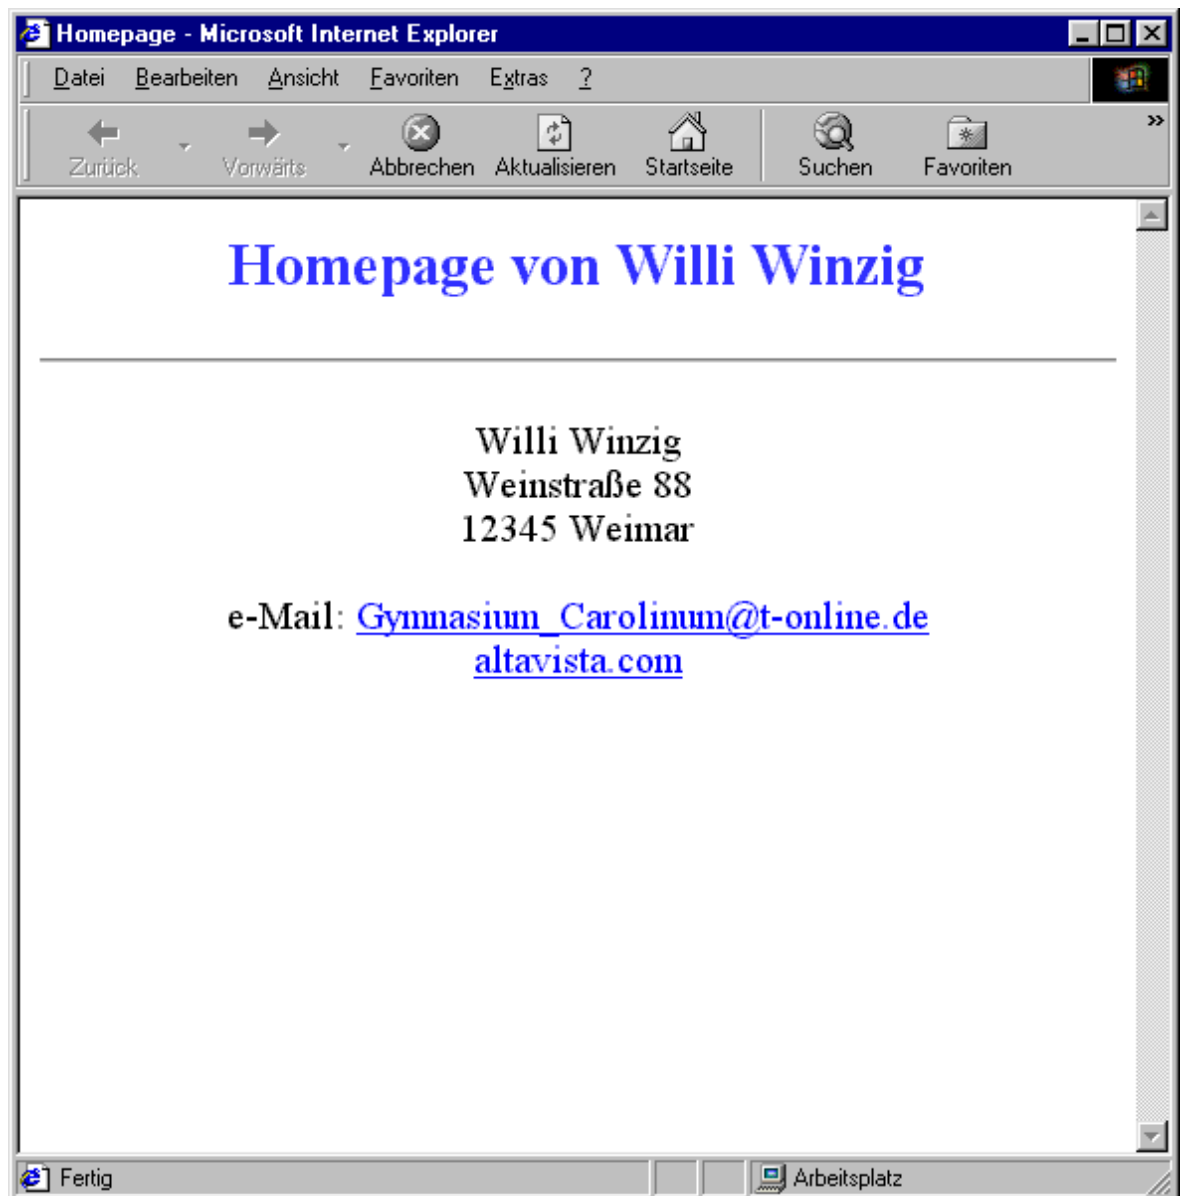 Homepage - Microsoft Internet Explorer
Datei Bearbeiten Ansicht Favoriten Extras ?
Zurück Vorwärts Abbrechen Aktualisieren Startseite Suchen Favoriten »
Homepage von Willi Winzig
Willi Winzig
Weinstraße 88
12345 Weimar
e-Mail: Gymnasium_Carolinum@t-online.de
altavista.com
Fertig Arbeitsplatz